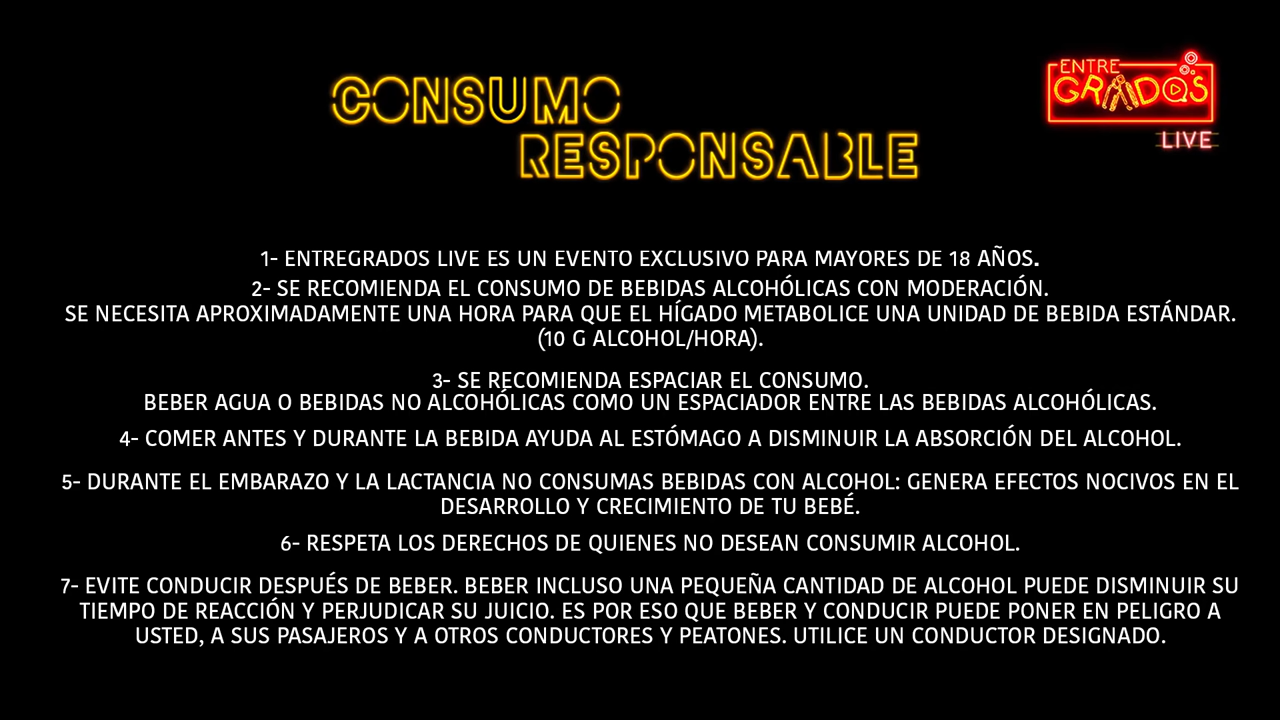 CONSUMO
RESPONSABLE
ENTRE
GRADOS
LIVE
1- ENTREGRADOS LIVE ES UN EVENTO EXCLUSIVO PARA MAYORES DE 18 AÑOS.
2- SE RECOMIENDA EL CONSUMO DE BEBIDAS ALCOHÓLICAS CON MODERACIÓN.
SE NECESITA APROXIMADAMENTE UNA HORA PARA QUE EL HÍGADO METABOLICE UNA UNIDAD DE BEBIDA ESTÁNDAR.
(10 G ALCOHOL/HORA).
3- SE RECOMIENDA ESPACIAR EL CONSUMO.
BEBER AGUA O BEBIDAS NO ALCOHÓLICAS COMO UN ESPACIADOR ENTRE LAS BEBIDAS ALCOHÓLICAS.
4- COMER ANTES Y DURANTE LA BEBIDA AYUDA AL ESTÓMAGO A DISMINUIR LA ABSORCIÓN DEL ALCOHOL.
5- DURANTE EL EMBARAZO Y LA LACTANCIA NO CONSUMAS BEBIDAS CON ALCOHOL: GENERA EFECTOS NOCIVOS EN EL
DESARROLLO Y CRECIMIENTO DE TU BEBÉ.
6- RESPETA LOS DERECHOS DE QUIENES NO DESEAN CONSUMIR ALCOHOL.
7- EVITE CONDUCIR DESPUÉS DE BEBER. BEBER INCLUSO UNA PEQUEÑA CANTIDAD DE ALCOHOL PUEDE DISMINUIR SU
TIEMPO DE REACCIÓN Y PERJUDICAR SU JUICIO. ES POR ESO QUE BEBER Y CONDUCIR PUEDE PONER EN PELIGRO A
USTED, A SUS PASAJEROS Y A OTROS CONDUCTORES Y PEATONES. UTILICE UN CONDUCTOR DESIGNADO.